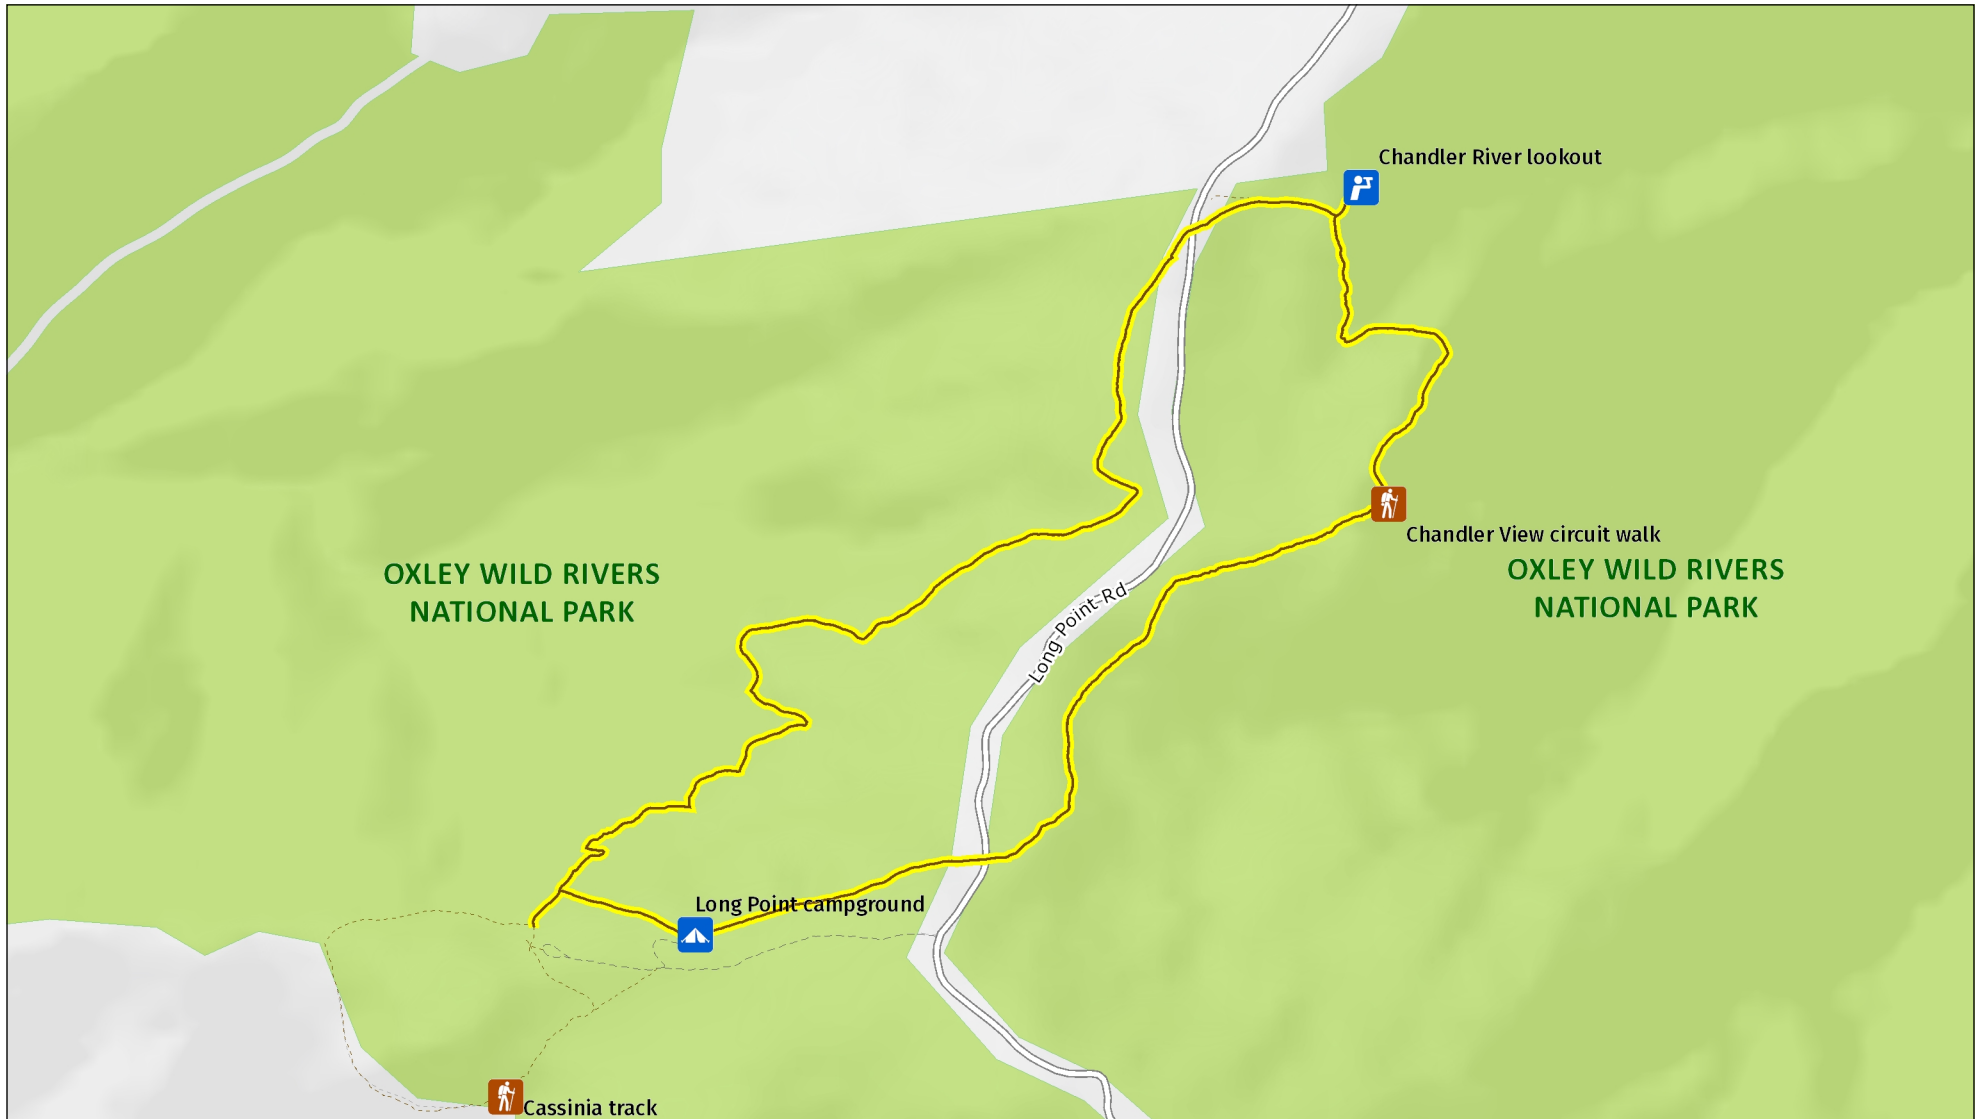 Chandler River lookout
Chandler View circuit walk
OXLEY WILD RIVERS
NATIONAL PARK
OXLEY WILD RIVERS
NATIONAL PARK
Long Point Rd
Long Point campground
Cassinia track